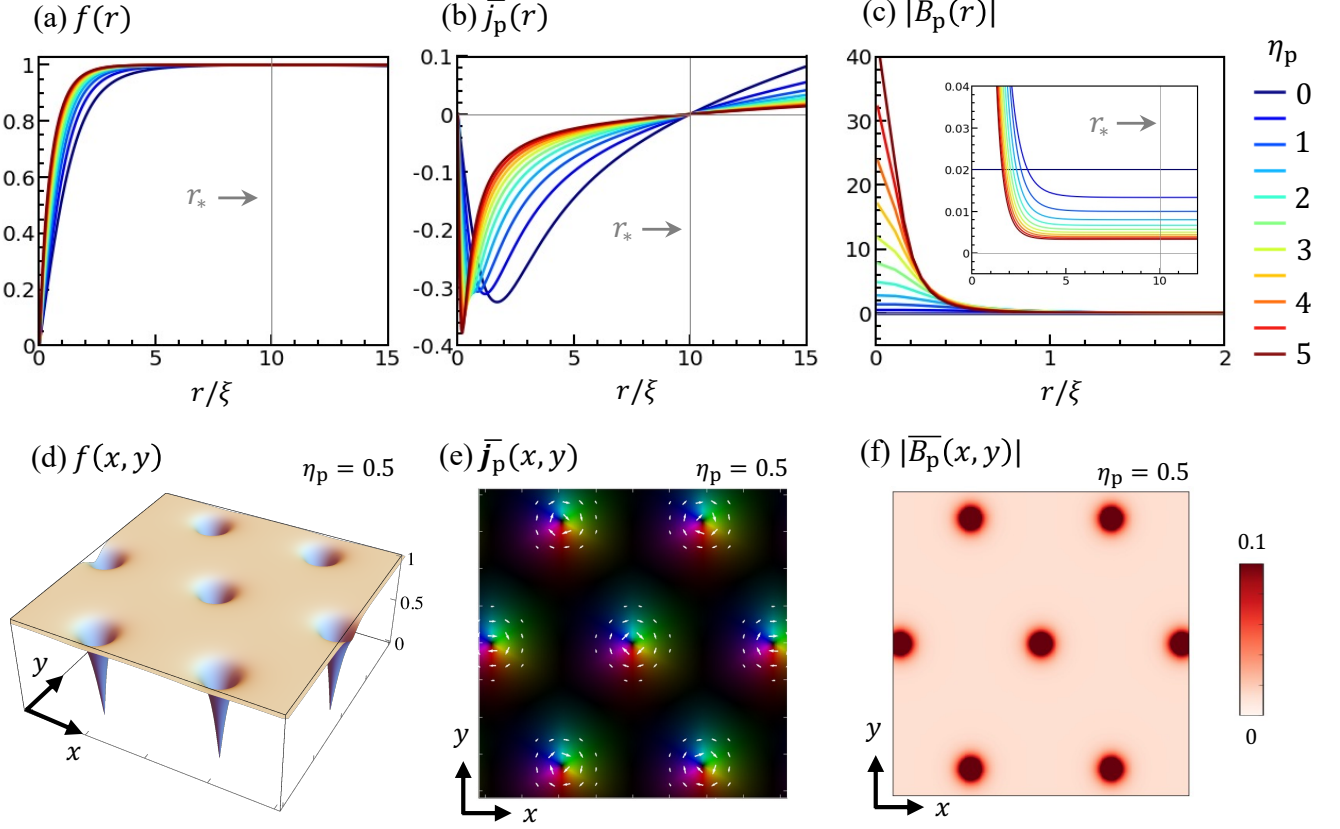 (a) f(r)
1
0.8
0.6
0.4
0.2
0
0 5 10 15
r/ξ
r* →
(b) j̅p(r)
0.1
0
-0.1
-0.2
-0.3
-0.4
0 5 10 15
r/ξ
r* →
(c) |Bp(r)|
40
30
20
10
0
0 1 2
r/ξ
0.04
0.03
0.02
0.01
0
0 5 10
r* →
ηp
0
1
2
3
4
5
(d) f(x, y)
ηp = 0.5
1
0.5
0
y
x
(e) j̅p(x, y)
ηp = 0.5
y
x
(f) |B̅p(x, y)|
ηp = 0.5
0.1
0
y
x